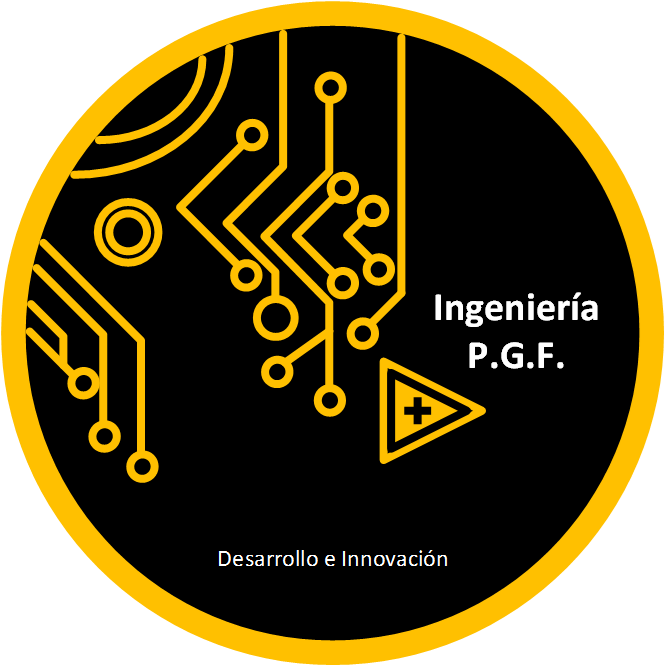 Ingeniería
P.G.F.
Desarrollo e Innovación